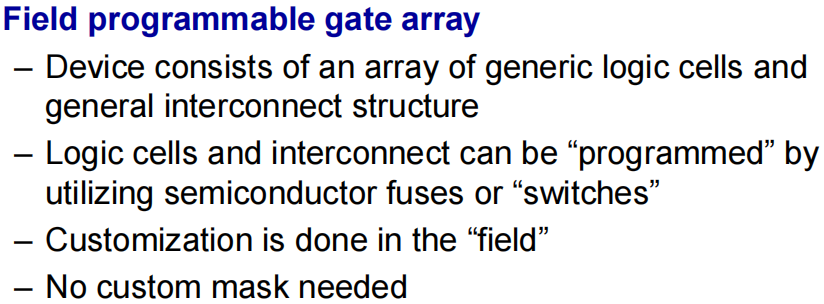 Field programmable gate array
– Device consists of an array of generic logic cells and
general interconnect structure
– Logic cells and interconnect can be “programmed” by
utilizing semiconductor fuses or “switches”
– Customization is done in the “field”
– No custom mask needed